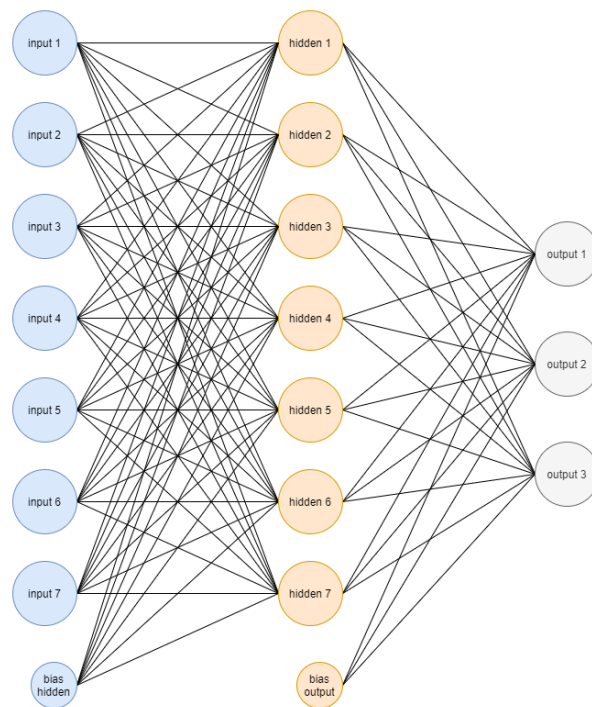 input 1
input 2
input 3
input 4
input 5
input 6
input 7
bias
hidden
hidden 1
hidden 2
hidden 3
hidden 4
hidden 5
hidden 6
hidden 7
bias
output
output 1
output 2
output 3